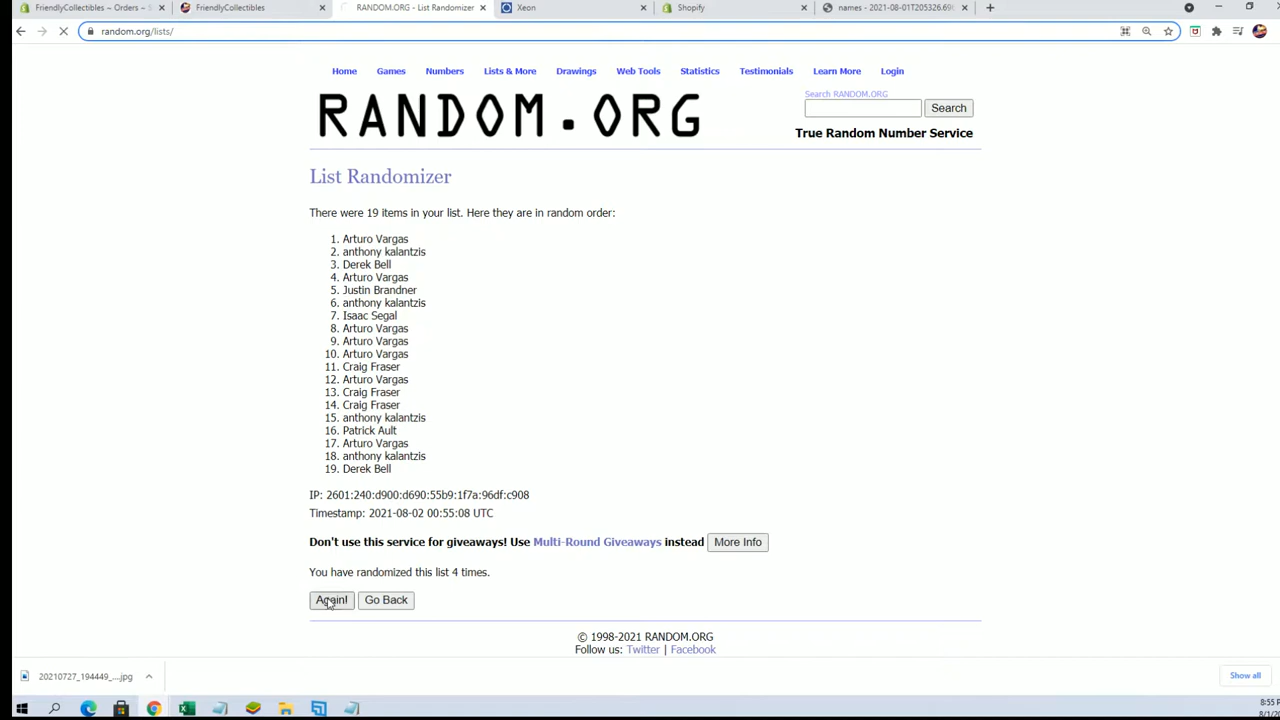 FriendlyCollectibles ~ Orders ~ S
FriendlyCollectibles
RANDOM.ORG - List Randomizer
Xeon
Shopify
names - 2021-08-01T205326.69
random.org/lists/
Home Games Numbers Lists & More Drawings Web Tools Statistics Testimonials Learn More Login
RANDOM.ORG
Search RANDOM.ORG
Search
True Random Number Service
List Randomizer
There were 19 items in your list. Here they are in random order:
1. Arturo Vargas
2. anthony kalantzis
3. Derek Bell
4. Arturo Vargas
5. Justin Brandner
6. anthony kalantzis
7. Isaac Segal
8. Arturo Vargas
9. Arturo Vargas
10. Arturo Vargas
11. Craig Fraser
12. Arturo Vargas
13. Craig Fraser
14. Craig Fraser
15. anthony kalantzis
16. Patrick Ault
17. Arturo Vargas
18. anthony kalantzis
19. Derek Bell
IP: 2601:240:d900:d690:55b9:1f7a:96df:c908
Timestamp: 2021-08-02 00:55:08 UTC
Don't use this service for giveaways! Use Multi-Round Giveaways instead More Info
You have randomized this list 4 times.
Again! Go Back
© 1998-2021 RANDOM.ORG
Follow us: Twitter | Facebook
20210727_194449_....jpg
Show all
8:55 P
8/1/20